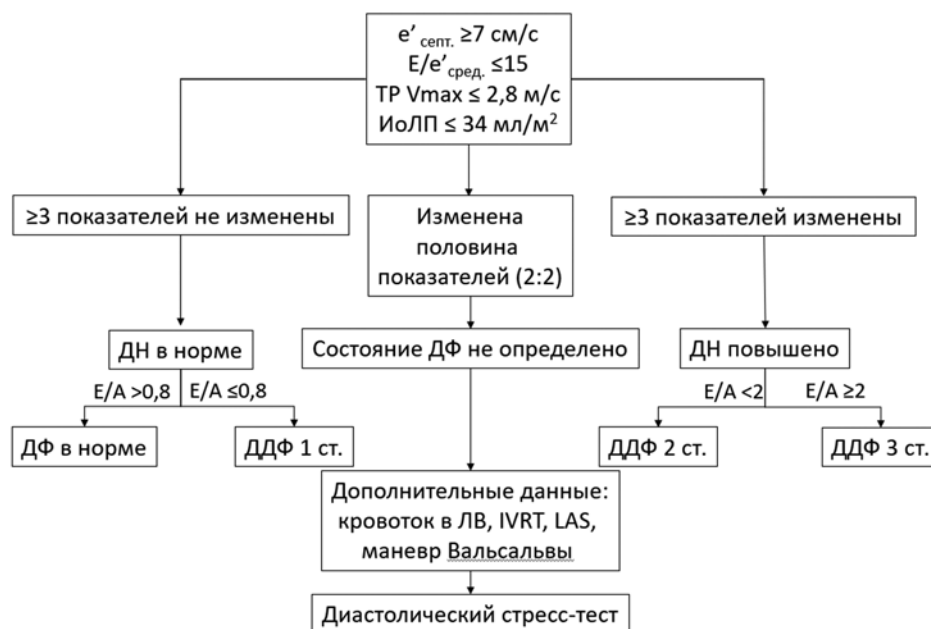 e' септ. ≥7 см/с
E/e'сред. ≤15
ТР Vmax ≤ 2,8 м/с
ИоЛП ≤ 34 мл/м²
≥3 показателей не изменены
Изменена
половина
показателей (2:2)
≥3 показателей изменены
ДН в норме
Состояние ДФ не определено
ДН повышено
E/A >0,8
E/A ≤0,8
E/A <2
E/A ≥2
ДФ в норме
ДДФ 1 ст.
ДДФ 2 ст.
ДДФ 3 ст.
Дополнительные данные:
кровоток в ЛВ, IVRT, LAS,
маневр Вальсальвы
Диастолический стресс-тест